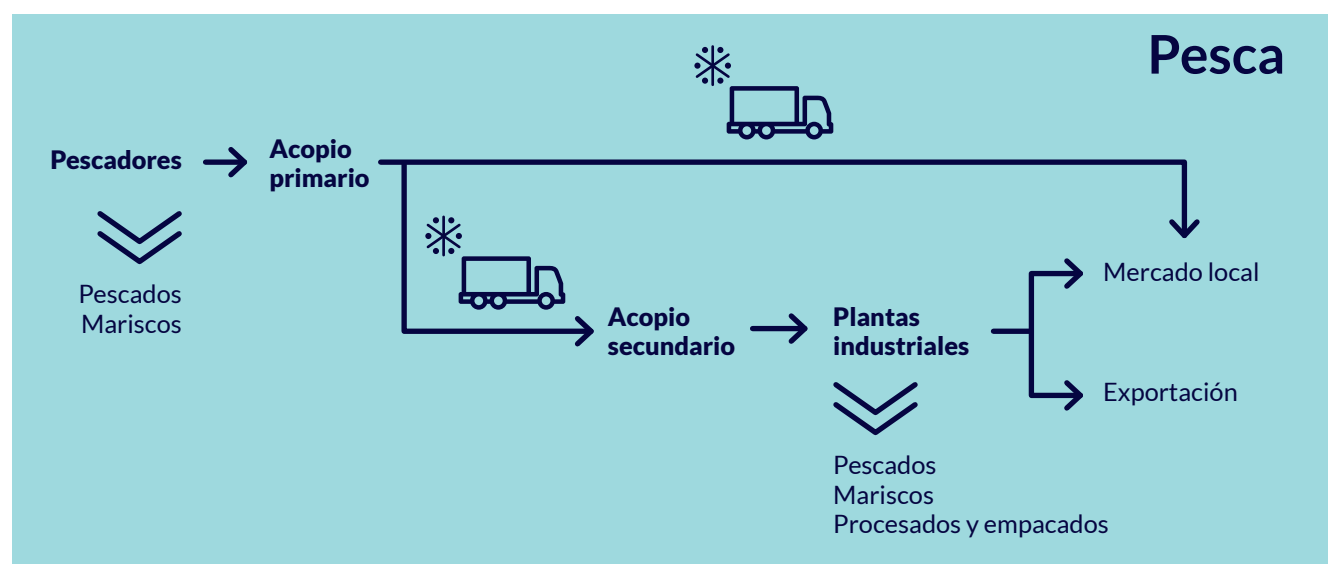 Pesca
Pescadores
Acopio
primario
Pescados
Mariscos
Acopio
secundario
Plantas
industriales
Mercado local
Exportación
Pescados
Mariscos
Procesados y empacados